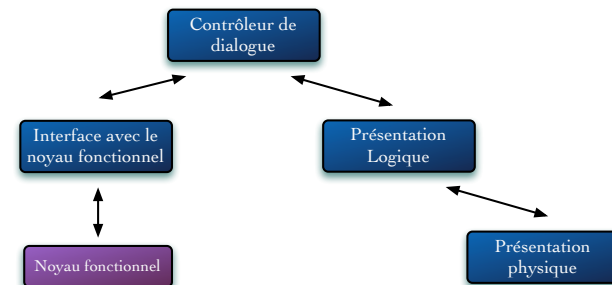 Contrôleur de
dialogue
Interface avec le
noyau fonctionnel
Présentation
Logique
Noyau fonctionnel
Présentation
physique